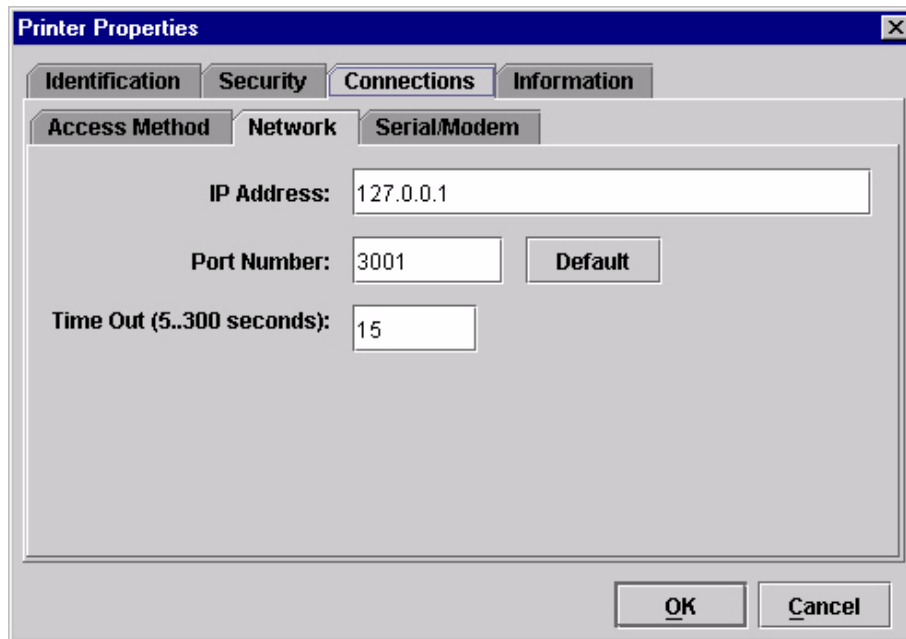 Printer Properties
Identification Security Connections Information
Access Method Network Serial/Modem
IP Address: 127.0.0.1
Port Number: 3001 Default
Time Out (5..300 seconds): 15
OK Cancel